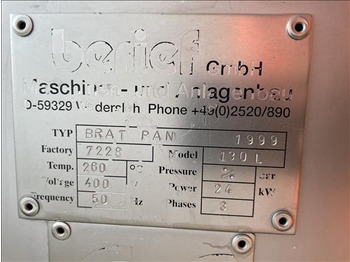 berief GmbH
Maschinen- und Anlagenbau
D-59329 Wadersloh Phone +49(0)2520/890
TYP BRAT PAN 1999
Factory 7228 Model 130 L
Temp. 260 °C Pressure bar
Voltage 400 V Power 24 kW
Frequency 50 Hz Phases 3